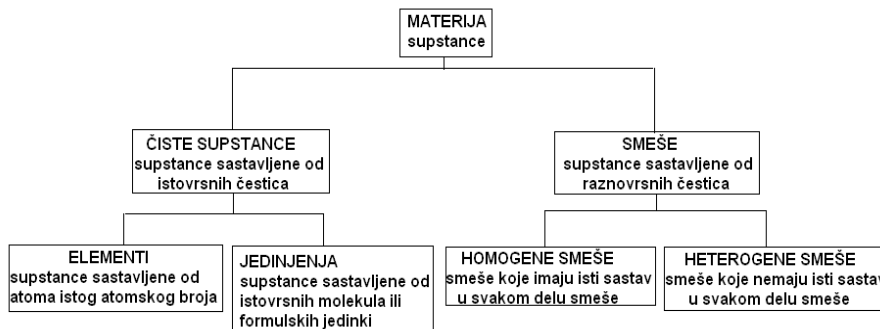 MATERIJA
supstance
ČISTE SUPSTANCE
supstance sastavljene od
istovrsnih čestica
SMEŠE
supstance sastavljene od
raznovrsnih čestica
ELEMENTI
supstance sastavljene od
atoma istog atomskog broja
JEDINJENJA
supstance sastavljene od
istovrsnih molekula ili
formulskih jedinki
HOMOGENE SMEŠE
smeše koje imaju isti sastav
u svakom delu smeše
HETEROGENE SMEŠE
smeše koje nemaju isti sastav
u svakom delu smeše